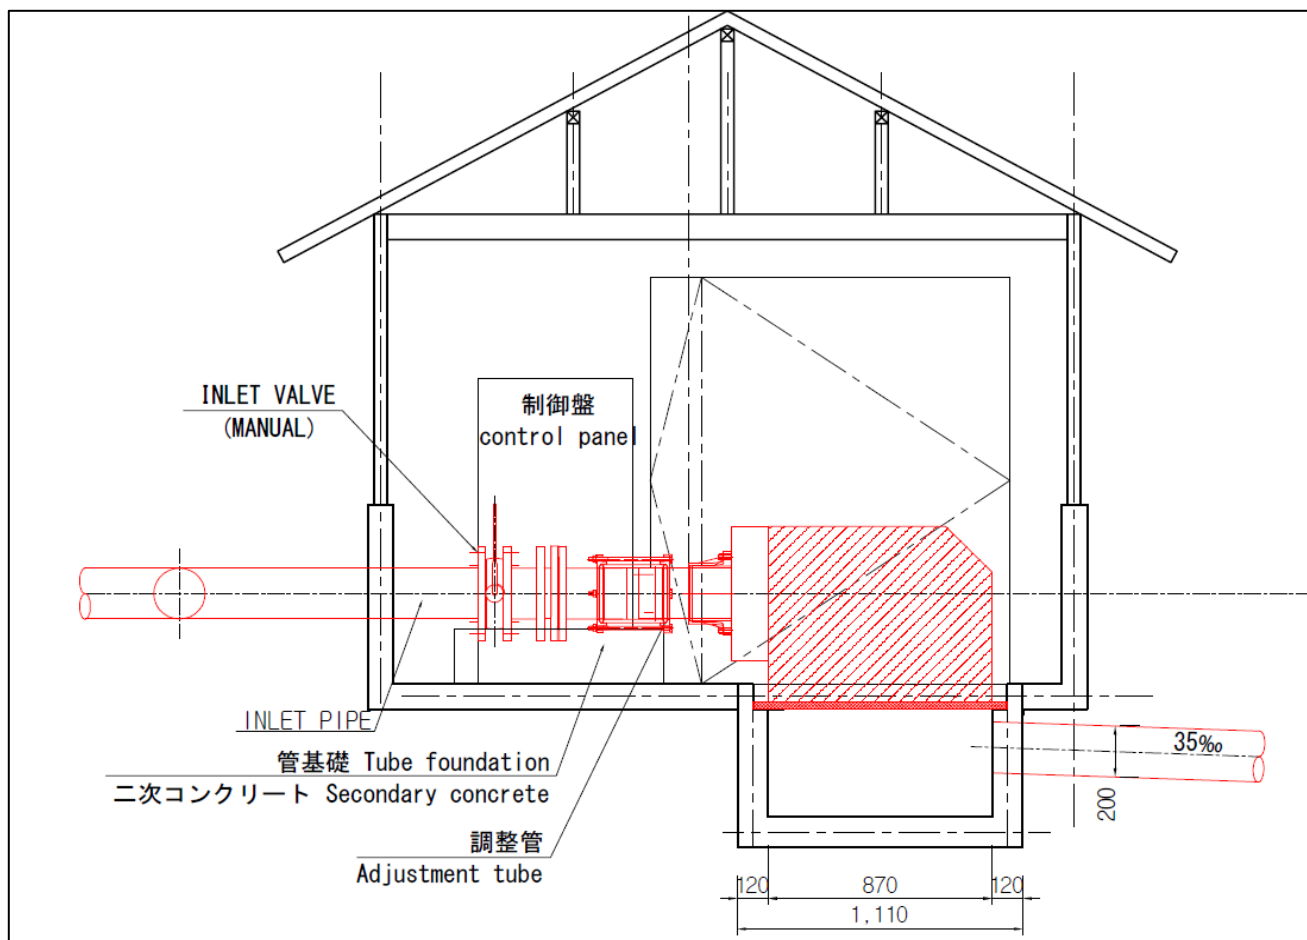 INLET VALVE
(MANUAL)
制御盤
control panel
INLET PIPE
管基礎 Tube foundation
二次コンクリート Secondary concrete
調整管
Adjustment tube
35‰
200
120
870
120
1,110